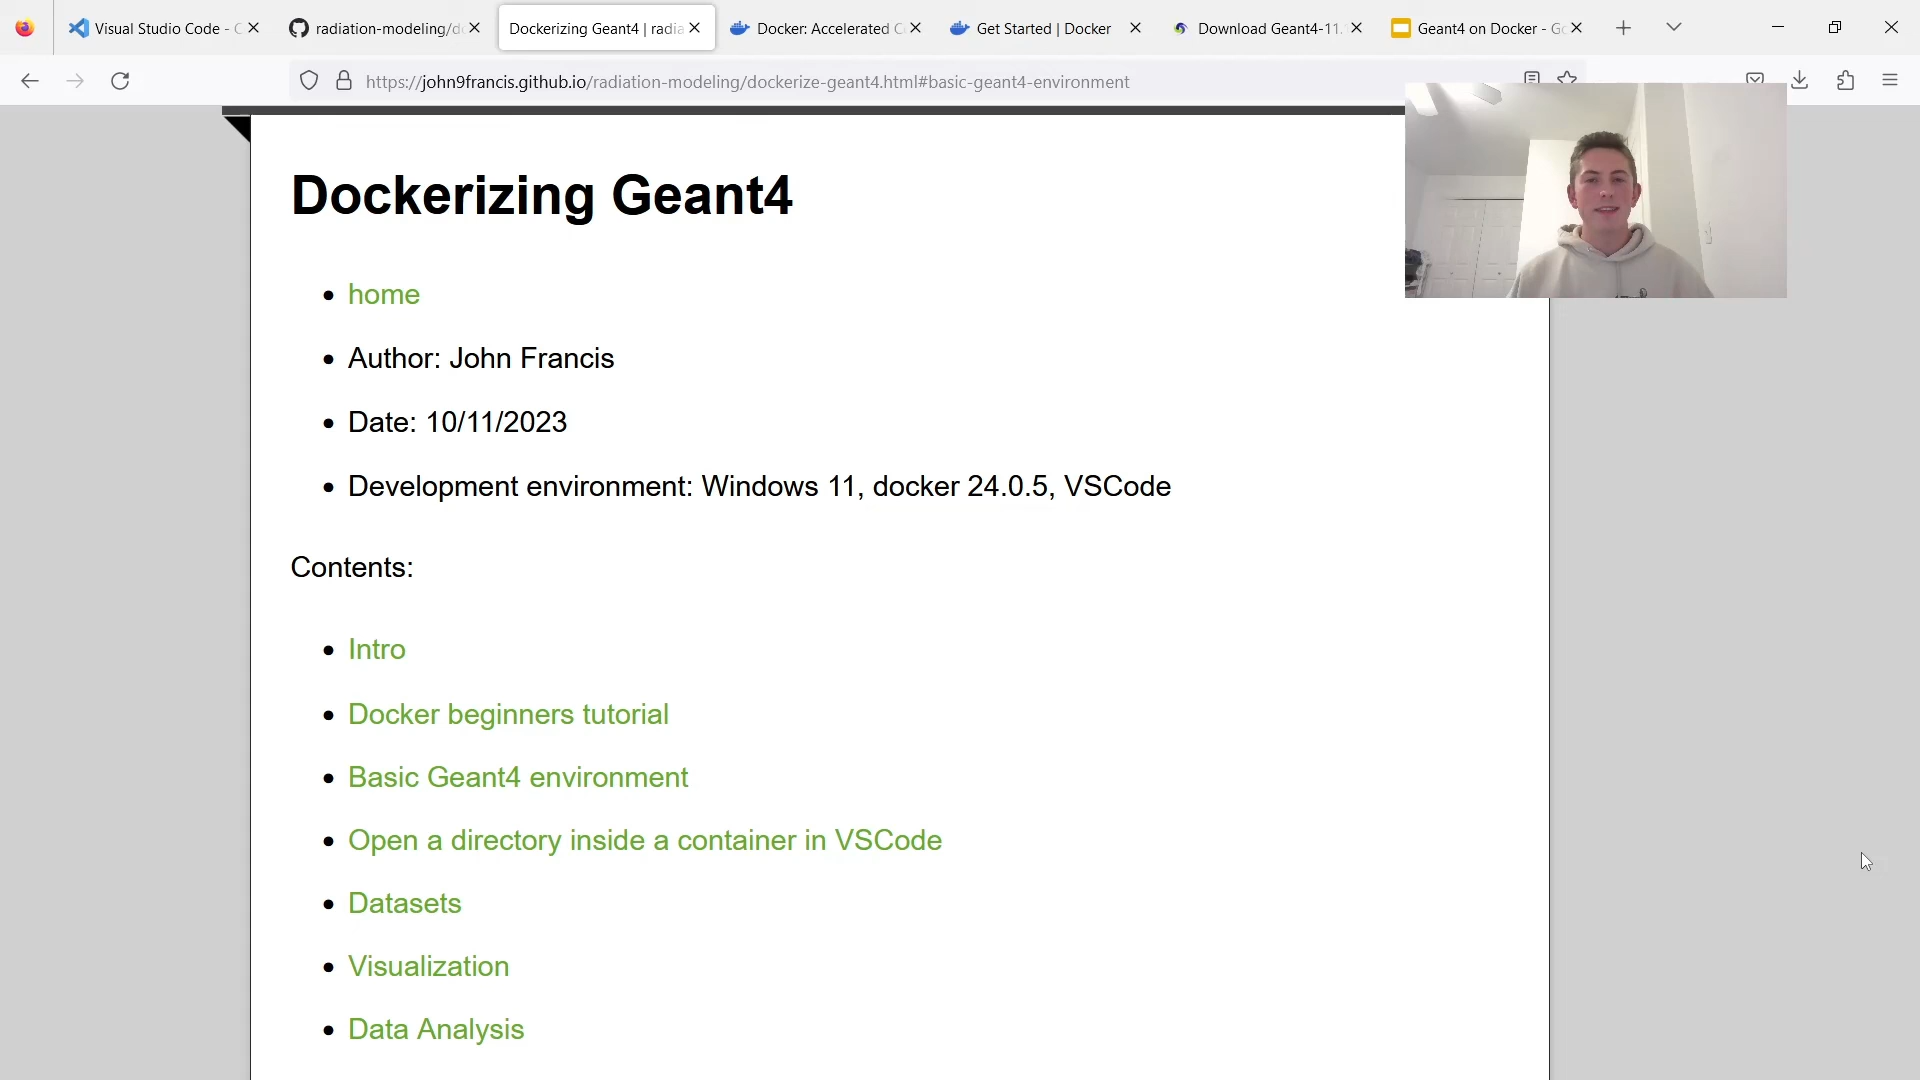 Visual Studio Code - C
radiation-modeling/d
Dockerizing Geant4 | radia
Docker: Accelerated C
Get Started | Docker
Download Geant4-11.
Geant4 on Docker - Go
https://john9francis.github.io/radiation-modeling/dockerize-geant4.html#basic-geant4-environment
Dockerizing Geant4
home
Author: John Francis
Date: 10/11/2023
Development environment: Windows 11, docker 24.0.5, VSCode
Contents:
Intro
Docker beginners tutorial
Basic Geant4 environment
Open a directory inside a container in VSCode
Datasets
Visualization
Data Analysis